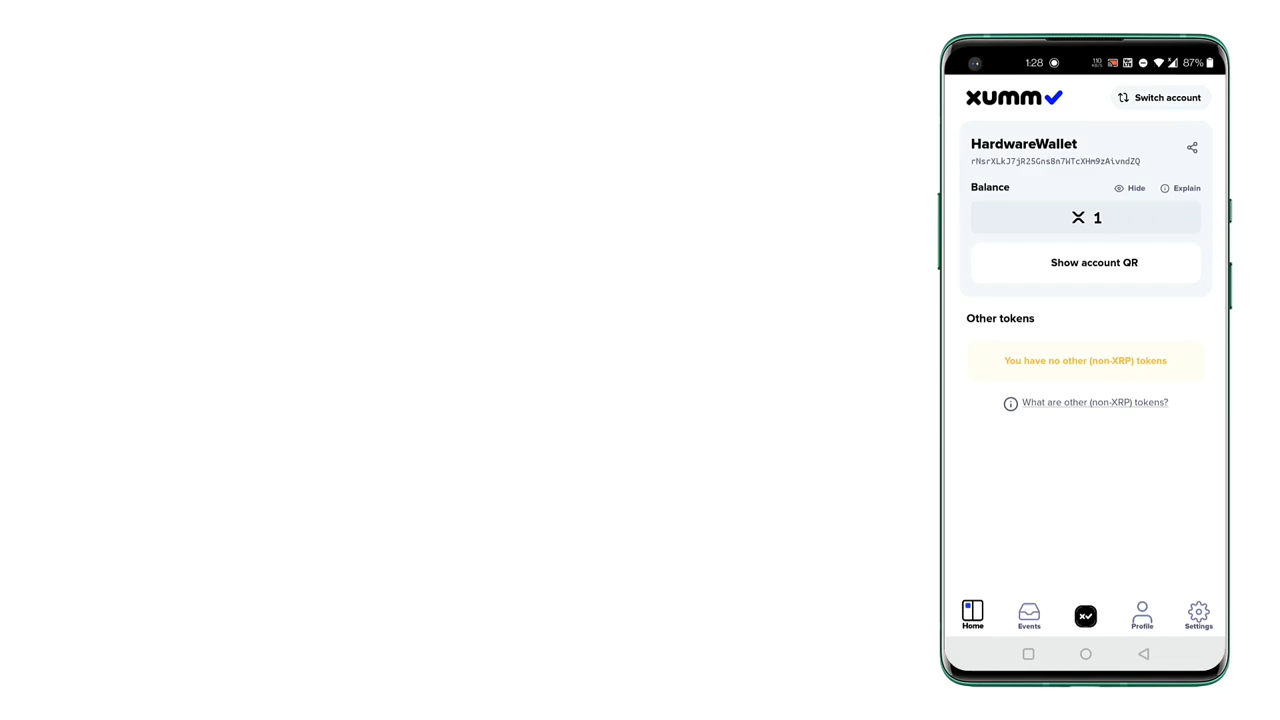 1:28 87%
xumm Switch account
HardwareWallet
rNsrXLkJ7jR2SGns8n7WTcXHm9zAivndZQ
Balance Hide Explain
X 1
Show account QR
Other tokens
You have no other (non-XRP) tokens
What are other (non-XRP) tokens?
Home Events Profile Settings